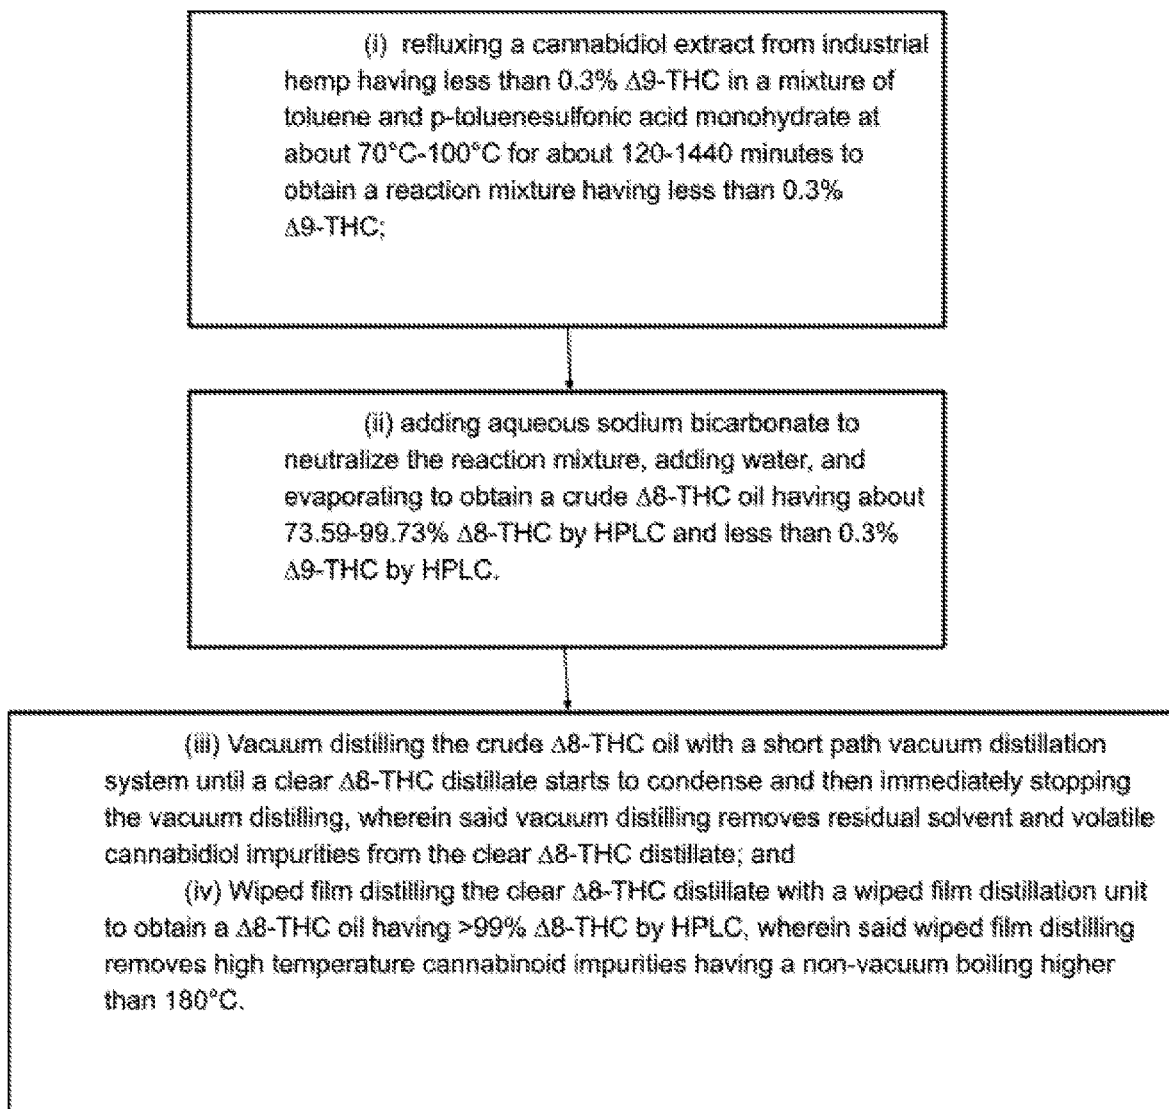 (i) refluxing a cannabidiol extract from industrial
hemp having less than 0.3% Δ9-THC in a mixture of
toluene and p-toluenesulfonic acid monohydrate at
about 70°C-100°C for about 120-1440 minutes to
obtain a reaction mixture having less than 0.3%
Δ9-THC;
(ii) adding aqueous sodium bicarbonate to
neutralize the reaction mixture, adding water, and
evaporating to obtain a crude Δ8-THC oil having about
73.59-99.73% Δ8-THC by HPLC and less than 0.3%
Δ9-THC by HPLC.
(iii) Vacuum distilling the crude Δ8-THC oil with a short path vacuum distillation
system until a clear Δ8-THC distillate starts to condense and then immediately stopping
the vacuum distilling, wherein said vacuum distilling removes residual solvent and volatile
cannabidiol impurities from the clear Δ8-THC distillate; and
(iv) Wiped film distilling the clear Δ8-THC distillate with a wiped film distillation unit
to obtain a Δ8-THC oil having >99% Δ8-THC by HPLC, wherein said wiped film distilling
removes high temperature cannabinoid impurities having a non-vacuum boiling higher
than 180°C.